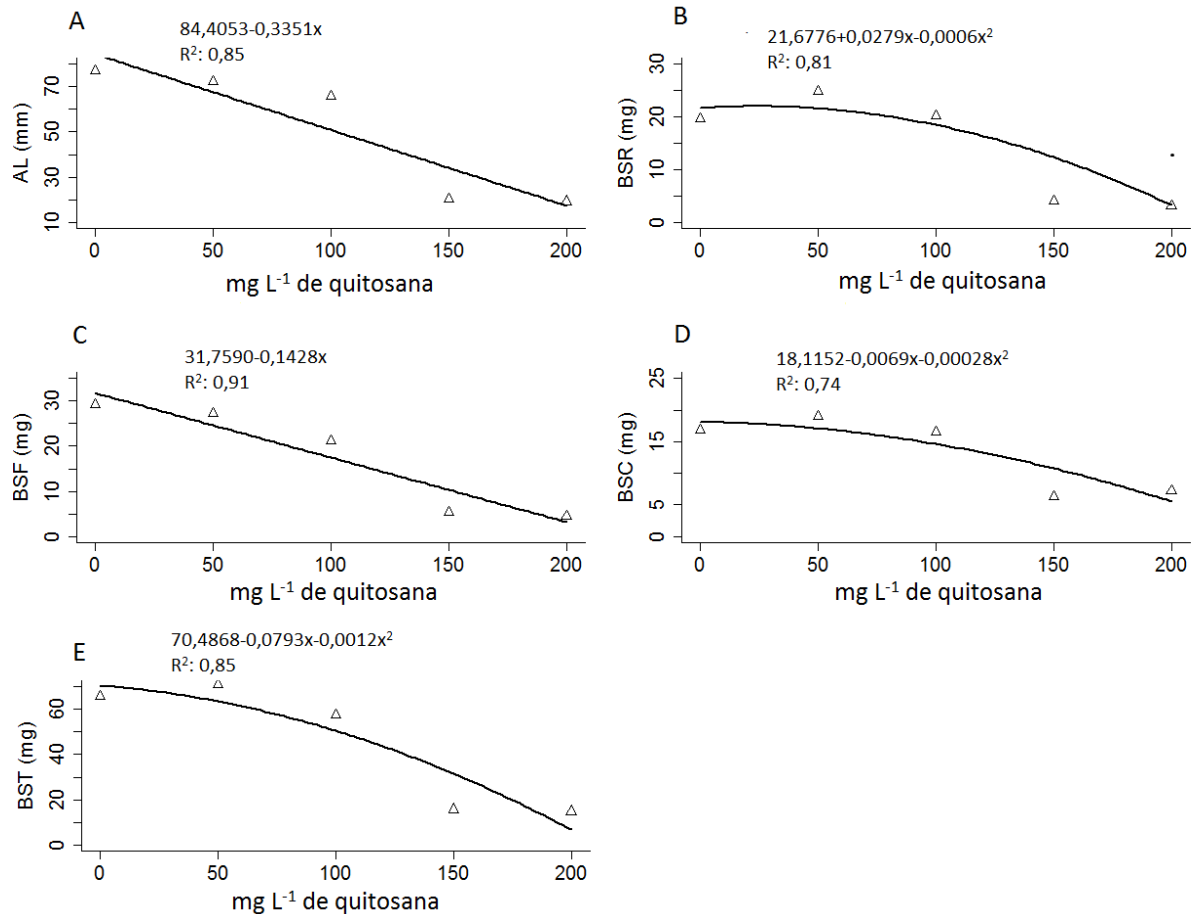 A
84,4053-0,3351x
R²: 0,85
AL (mm)
70
50
30
10
0 50 100 150 200
mg L⁻¹ de quitosana
B
21,6776+0,0279x-0,0006x²
R²: 0,81
BSR (mg)
30
20
10
0
0 50 100 150 200
mg L⁻¹ de quitosana
C
31,7590-0,1428x
R²: 0,91
BSF (mg)
30
20
10
0
0 50 100 150 200
mg L⁻¹ de quitosana
D
18,1152-0,0069x-0,00028x²
R²: 0,74
BSC (mg)
25
15
5
0
0 50 100 150 200
mg L⁻¹ de quitosana
E
70,4868-0,0793x-0,0012x²
R²: 0,85
BST (mg)
60
40
20
0
0 50 100 150 200
mg L⁻¹ de quitosana